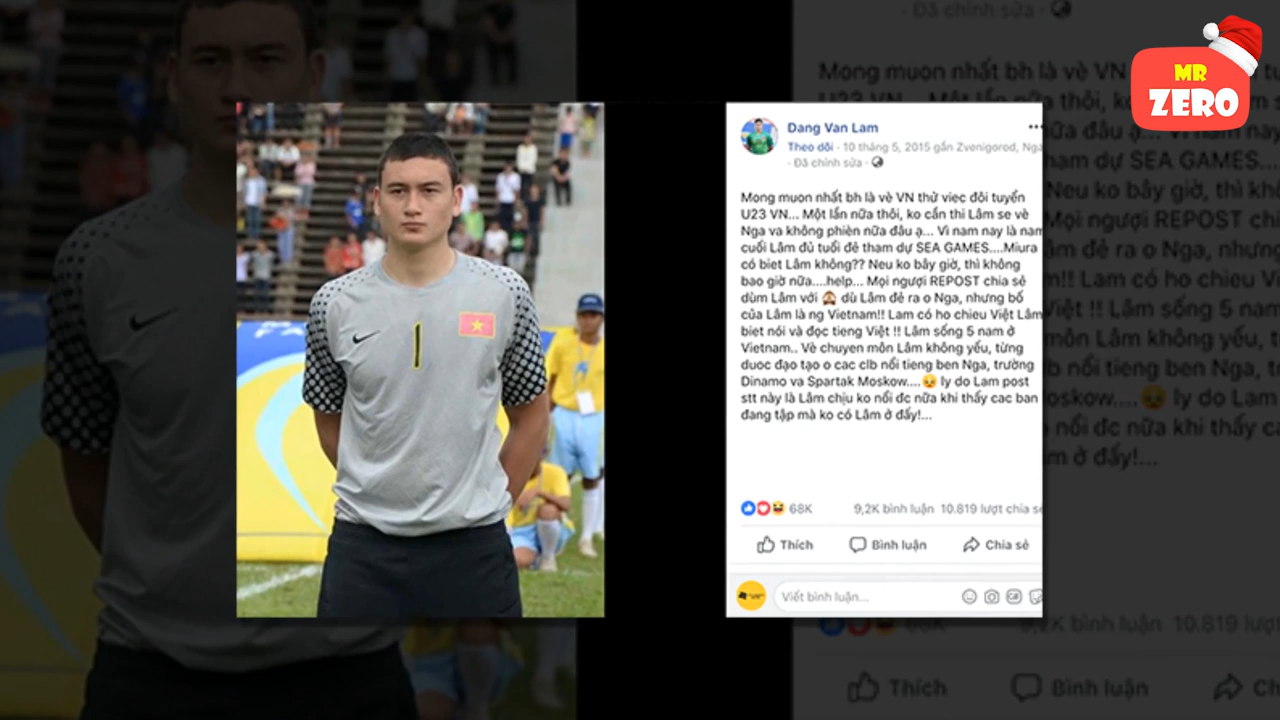 MR
ZERO
Dang Van Lam
Theo dõi · 10 tháng 5, 2015 gần Zvenigorod, Nga
· Đã chỉnh sửa ·
Mong muon nhất bh là về VN thử viec đội tuyển
U23 VN... Một lần nữa thôi, ko cần thi Lâm se về
Nga va không phiền nữa đâu ạ... Vi nam nay là nam
cuối Lâm đủ tuổi đẻ tham dự SEA GAMES....Miura
có biet Lâm không?? Neu ko bây giờ, thì không
bao giờ nữa....help... Mọi ngượi REPOST chia sẻ
dùm Lâm với 🙈 dù Lâm đẻ ra o Nga, nhưng bố
của Lâm là ng Vietnam!! Lam có ho chieu Việt Lâm
biet nói và đọc tieng Việt !! Lâm sống 5 nam ở
Vietnam.. Vè chuyen môn Lâm không yếu, từng
duoc đạo tạo o cac clb nổi tieng ben Nga, trường
Dinamo va Spartak Moskow....😥 ly do Lam post
stt này là Lâm chịu ko nổi đc nữa khi thấy cac ban
đang tập mà ko có Lâm ở đấy!...
68K
9,2K bình luận 10.819 lượt chia sẻ
Thích
Bình luận
Chia sẻ
Viết bình luận...
1